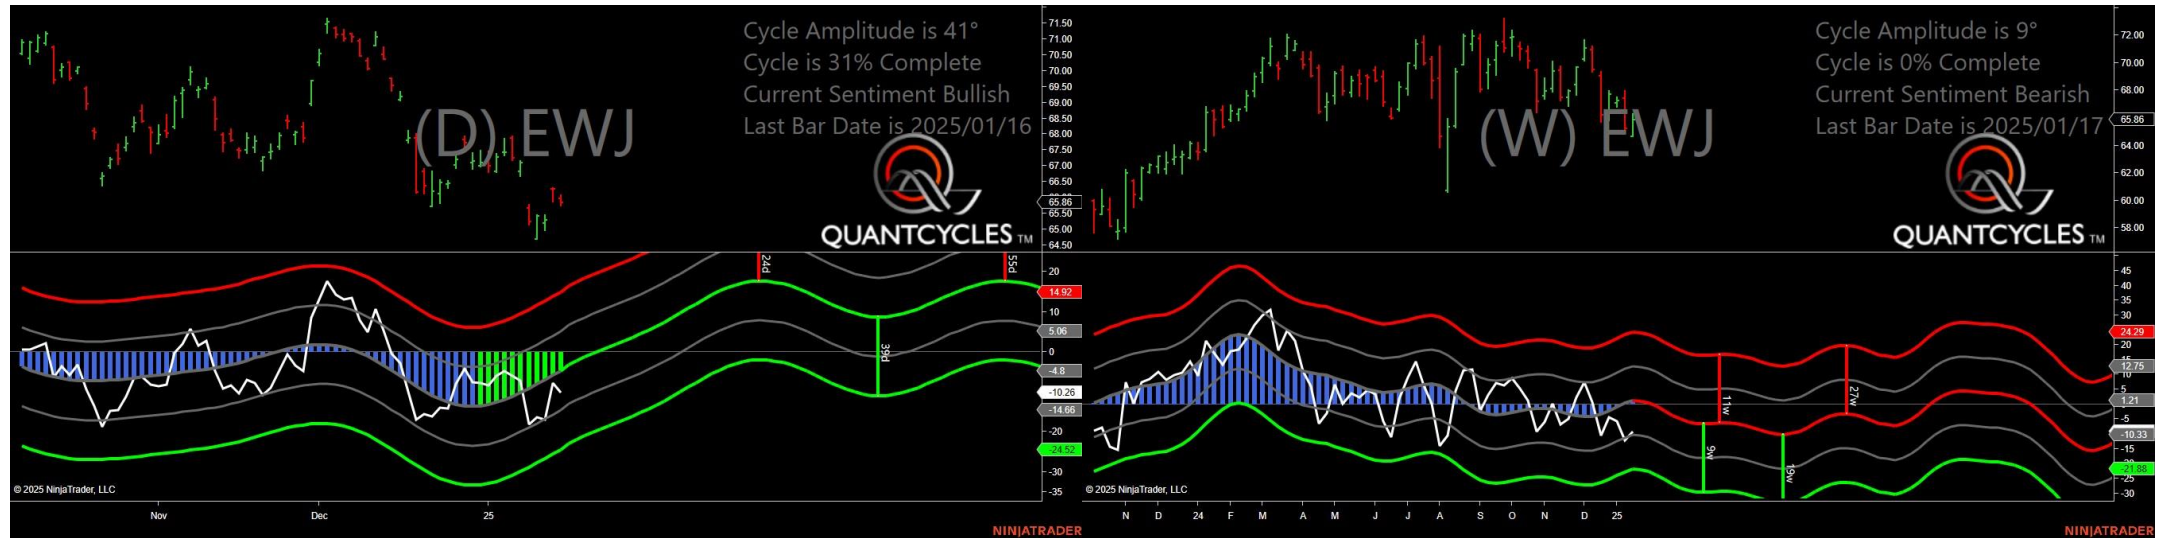 Cycle Amplitude is 41°
Cycle is 31% Complete
Current Sentiment Bullish
Last Bar Date is 2025/01/16
(D) EWJ
QUANTCYCLES TM
71.50
71.00
70.50
70.00
69.50
69.00
68.50
68.00
67.50
67.00
66.50
65.86
65.50
65.00
64.50
24d
55d
39d
20
14.92
10
5.06
0
-4.8
-10.26
-14.66
-20
-24.52
-30
-35
© 2025 NinjaTrader, LLC
Nov
Dec
25
NINJATRADER
Cycle Amplitude is 9°
Cycle is 0% Complete
Current Sentiment Bearish
Last Bar Date is 2025/01/17
(W) EWJ
QUANTCYCLES TM
72.00
70.00
68.00
65.86
64.00
62.00
60.00
58.00
11w
27w
9w
19w
45
40
35
30
24.29
20
15
12.75
10
5
1.21
-5
-10.33
-15
-21.88
-25
-30
© 2025 NinjaTrader, LLC
N D 24 F M A M J J A S O N D 25
NINJATRADER